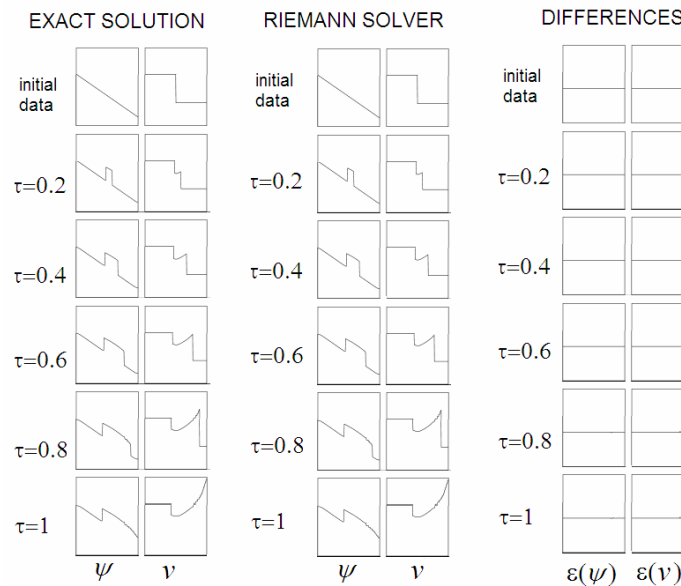 EXACT SOLUTION
RIEMANN SOLVER
DIFFERENCES
initial
data
initial
data
initial
data
τ=0.2
τ=0.2
τ=0.2
τ=0.4
τ=0.4
τ=0.4
τ=0.6
τ=0.6
τ=0.6
τ=0.8
τ=0.8
τ=0.8
τ=1
τ=1
τ=1
ψ ν
ψ ν
ε(ψ) ε(ν)